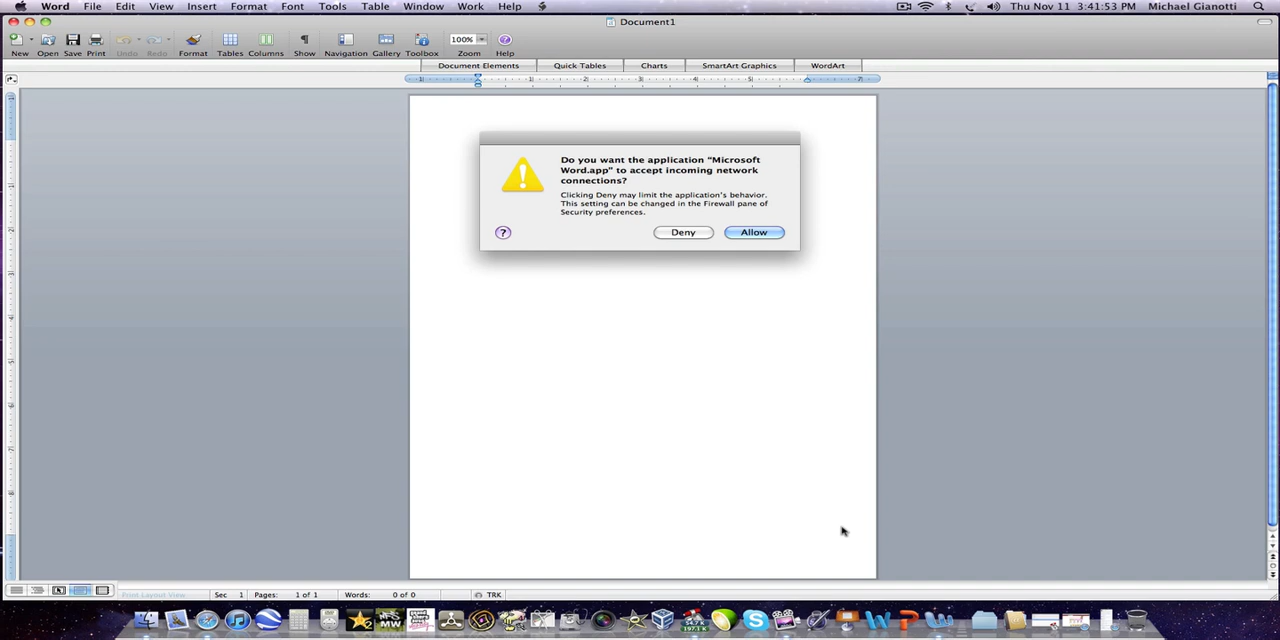 Word File Edit View Insert Format Font Tools Table Window Work Help Thu Nov 11 3:41:53 PM Michael Gianotti
Document1
100%
New Open Save Print Undo Redo Format Tables Columns Show Navigation Gallery Toolbox Zoom Help
Document Elements Quick Tables Charts SmartArt Graphics WordArt
Do you want the application "Microsoft
Word.app" to accept incoming network
connections?
Clicking Deny may limit the application's behavior.
This setting can be changed in the Firewall pane of
Security preferences.
? Deny Allow
Print Layout View Sec 1 Pages: 1 of 1 Words: 0 of 0 TRK